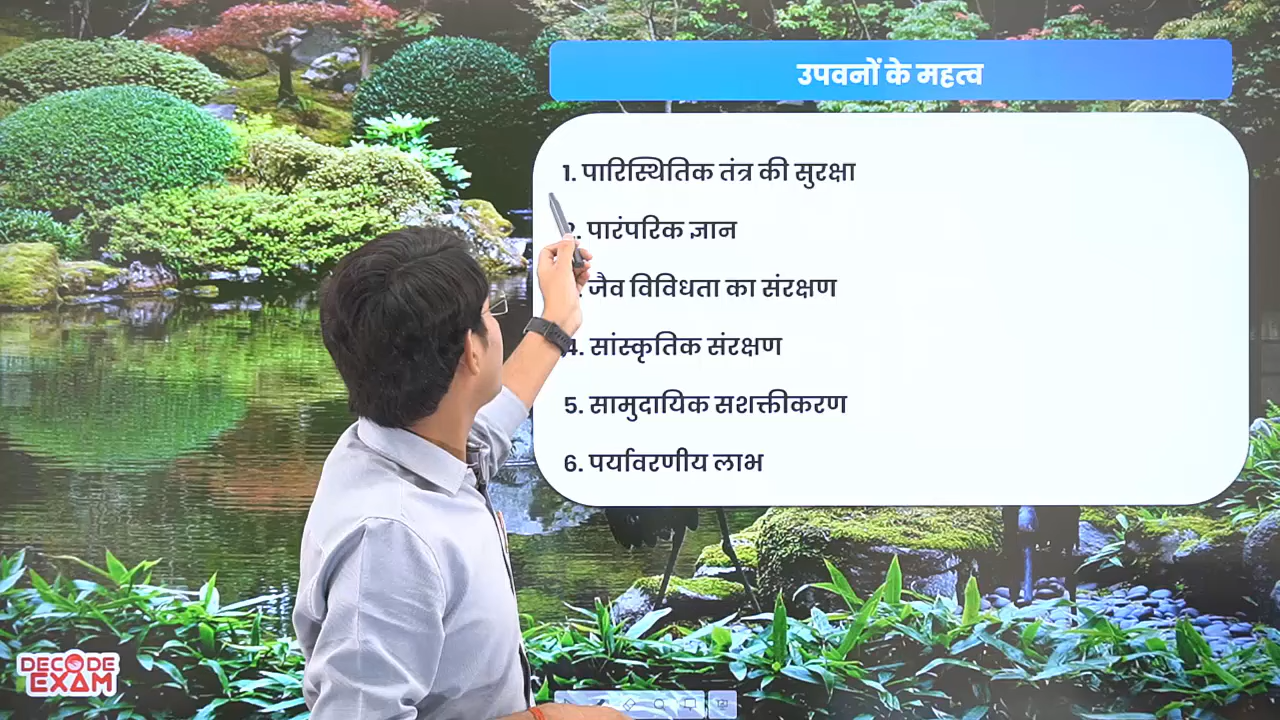 उपवनों के महत्व
1. पारिस्थितिक तंत्र की सुरक्षा
2. पारंपरिक ज्ञान
जैव विविधता का संरक्षण
4. सांस्कृतिक संरक्षण
5. सामुदायिक सशक्तीकरण
6. पर्यावरणीय लाभ
DECODE
EXAM